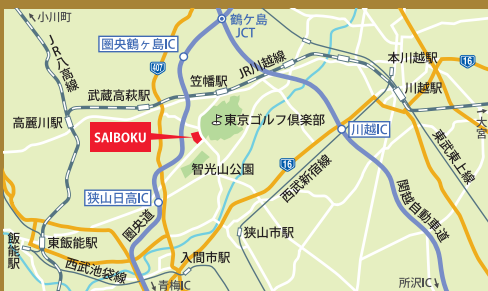 小川町
鶴ヶ島
JCT
圏央鶴ヶ島IC
JR八高線
407
笠幡駅
JR川越線
本川越駅
16
武蔵高萩駅
川越駅
高麗川駅
よ東京ゴルフ倶楽部
大宮
SAIBOKU
川越IC
智光山公園
16
西武新宿線
東武東上線
狭山日高IC
関越自動車道
圏央道
狭山市駅
飯能駅
東飯能駅
入間市駅
西武池袋線
青梅IC
所沢IC